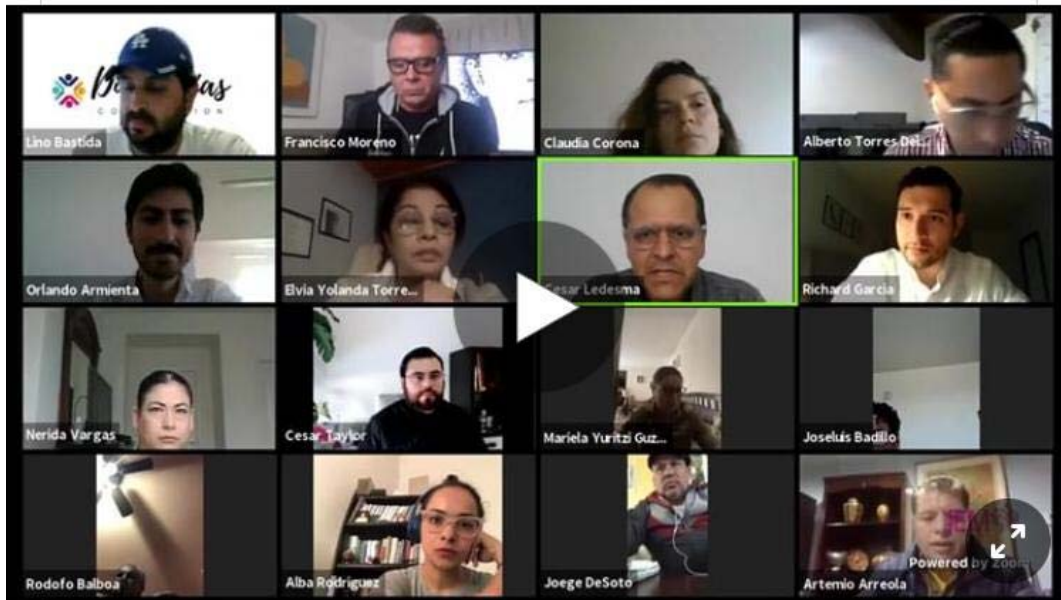 Lino Bastida
Francisco Moreno
Claudia Corona
Alberto Torres Del...
Orlando Armienta
Elvia Yolanda Torre...
Cesar Ledesma
Richard Garcia
Nerida Vargas
Cesar Taylor
Mariela Yuritzi Guz...
Joseluis Badillo
Rodofo Balboa
Alba Rodriguez
Joege DeSoto
Powered by Zoom
Artemio Arreola